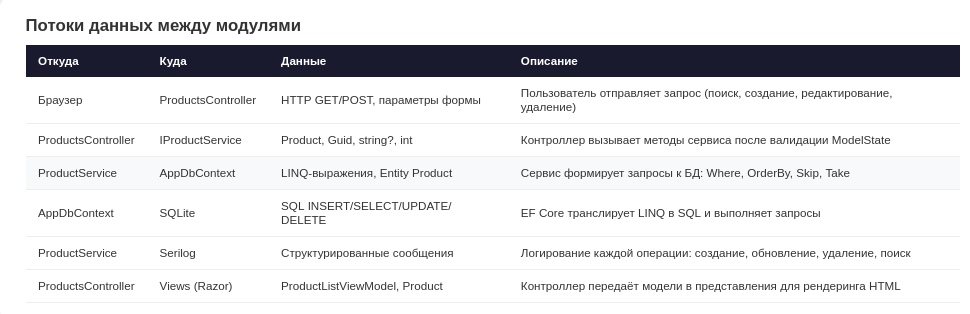 Потоки данных между модулями
Откуда Куда Данные Описание
Браузер ProductsController HTTP GET/POST, параметры формы Пользователь отправляет запрос (поиск, создание, редактирование,
удаление)
ProductsController IProductService Product, Guid, string?, int Контроллер вызывает методы сервиса после валидации ModelState
ProductService AppDbContext LINQ-выражения, Entity Product Сервис формирует запросы к БД: Where, OrderBy, Skip, Take
AppDbContext SQLite SQL INSERT/SELECT/UPDATE/
DELETE EF Core транслирует LINQ в SQL и выполняет запросы
ProductService Serilog Структурированные сообщения Логирование каждой операции: создание, обновление, удаление, поиск
ProductsController Views (Razor) ProductListViewModel, Product Контроллер передаёт модели в представления для рендеринга HTML